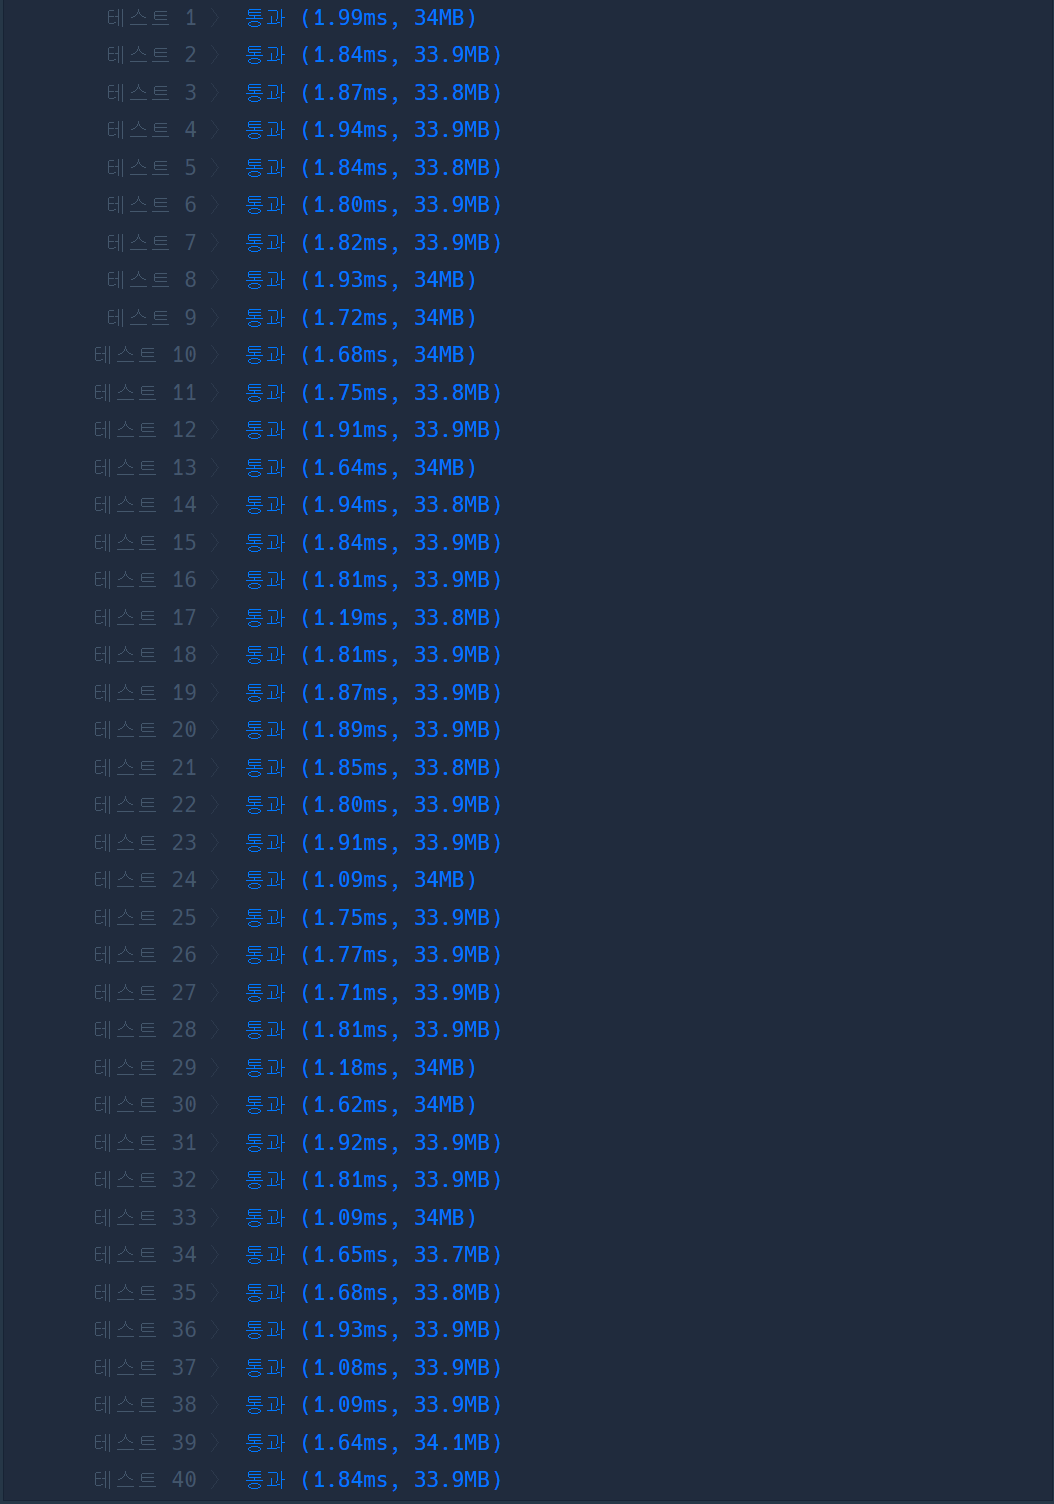 테스트 1 〉 통과 (1.99ms, 34MB)
테스트 2 〉 통과 (1.84ms, 33.9MB)
테스트 3 〉 통과 (1.87ms, 33.8MB)
테스트 4 〉 통과 (1.94ms, 33.9MB)
테스트 5 〉 통과 (1.84ms, 33.8MB)
테스트 6 〉 통과 (1.80ms, 33.9MB)
테스트 7 〉 통과 (1.82ms, 33.9MB)
테스트 8 〉 통과 (1.93ms, 34MB)
테스트 9 〉 통과 (1.72ms, 34MB)
테스트 10 〉 통과 (1.68ms, 34MB)
테스트 11 〉 통과 (1.75ms, 33.8MB)
테스트 12 〉 통과 (1.91ms, 33.9MB)
테스트 13 〉 통과 (1.64ms, 34MB)
테스트 14 〉 통과 (1.94ms, 33.8MB)
테스트 15 〉 통과 (1.84ms, 33.9MB)
테스트 16 〉 통과 (1.81ms, 33.9MB)
테스트 17 〉 통과 (1.19ms, 33.8MB)
테스트 18 〉 통과 (1.81ms, 33.9MB)
테스트 19 〉 통과 (1.87ms, 33.9MB)
테스트 20 〉 통과 (1.89ms, 33.9MB)
테스트 21 〉 통과 (1.85ms, 33.8MB)
테스트 22 〉 통과 (1.80ms, 33.9MB)
테스트 23 〉 통과 (1.91ms, 33.9MB)
테스트 24 〉 통과 (1.09ms, 34MB)
테스트 25 〉 통과 (1.75ms, 33.9MB)
테스트 26 〉 통과 (1.77ms, 33.9MB)
테스트 27 〉 통과 (1.71ms, 33.9MB)
테스트 28 〉 통과 (1.81ms, 33.9MB)
테스트 29 〉 통과 (1.18ms, 34MB)
테스트 30 〉 통과 (1.62ms, 34MB)
테스트 31 〉 통과 (1.92ms, 33.9MB)
테스트 32 〉 통과 (1.81ms, 33.9MB)
테스트 33 〉 통과 (1.09ms, 34MB)
테스트 34 〉 통과 (1.65ms, 33.7MB)
테스트 35 〉 통과 (1.68ms, 33.8MB)
테스트 36 〉 통과 (1.93ms, 33.9MB)
테스트 37 〉 통과 (1.08ms, 33.9MB)
테스트 38 〉 통과 (1.09ms, 33.9MB)
테스트 39 〉 통과 (1.64ms, 34.1MB)
테스트 40 〉 통과 (1.84ms, 33.9MB)